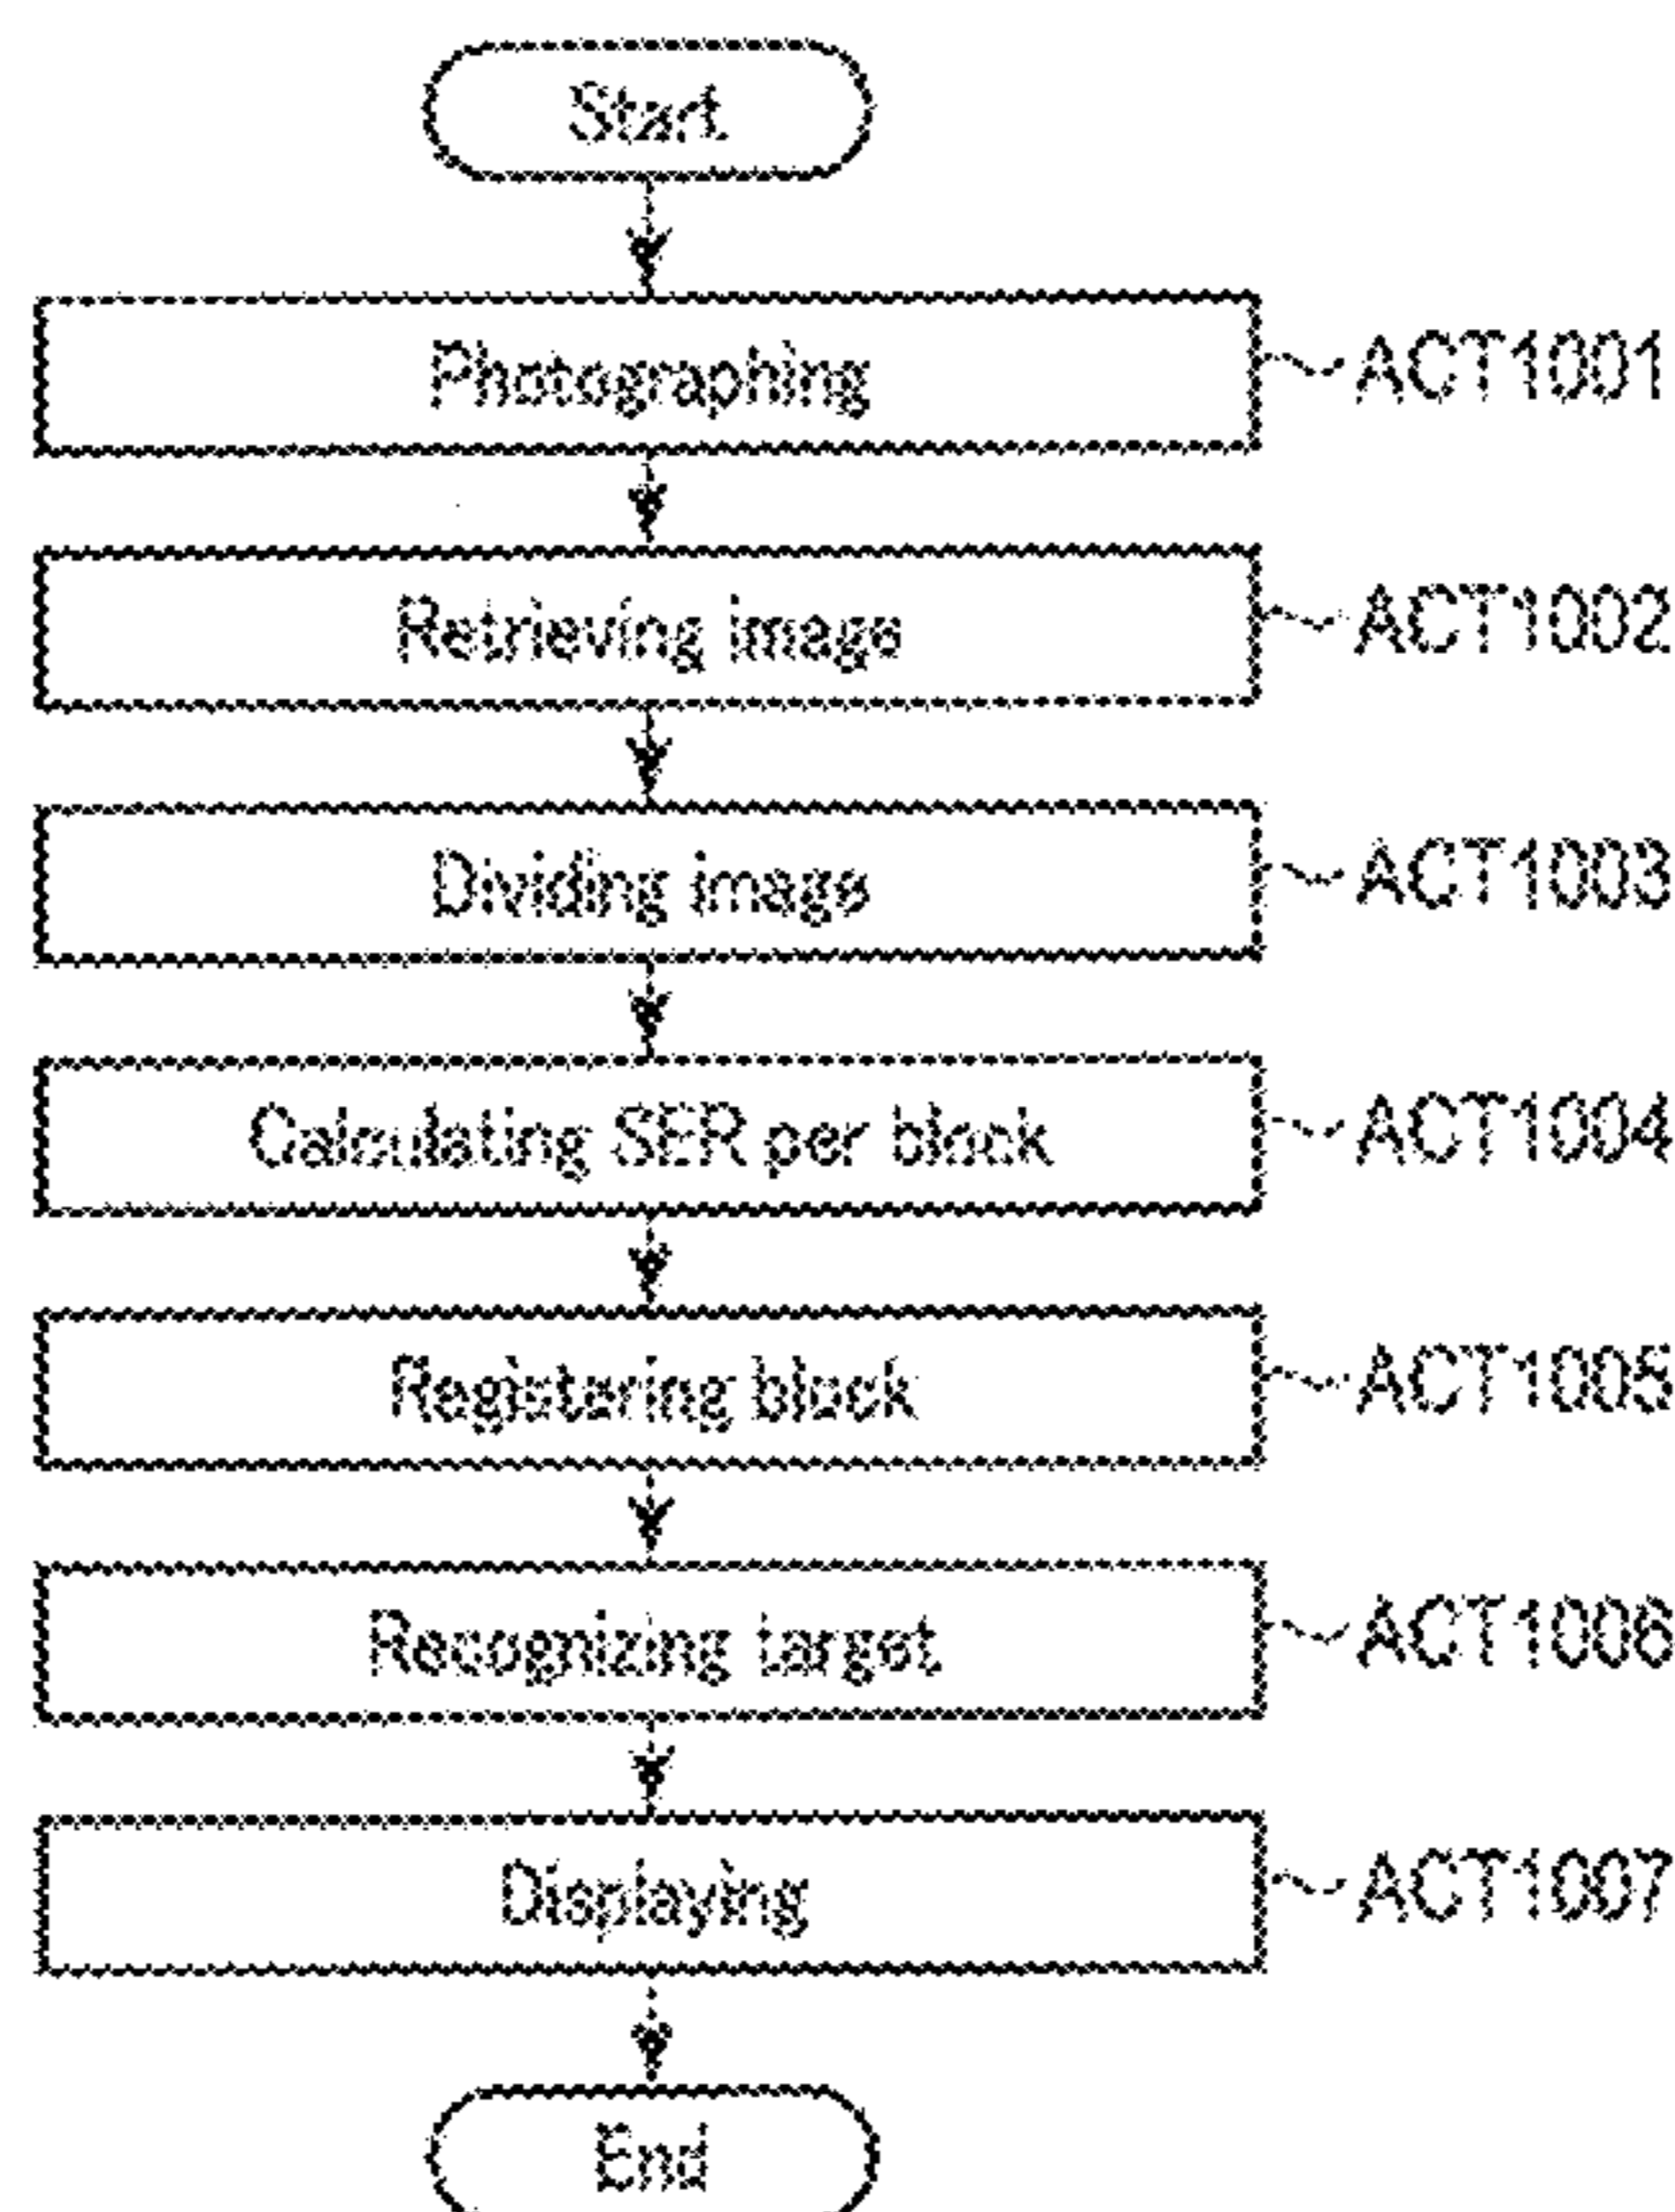 Start
Photographing
ACT1001
Retrieving image
ACT1002
Dividing image
ACT1003
Calculating SER per block
ACT1004
Registering block
ACT1005
Recognizing target
ACT1006
Displaying
ACT1007
End